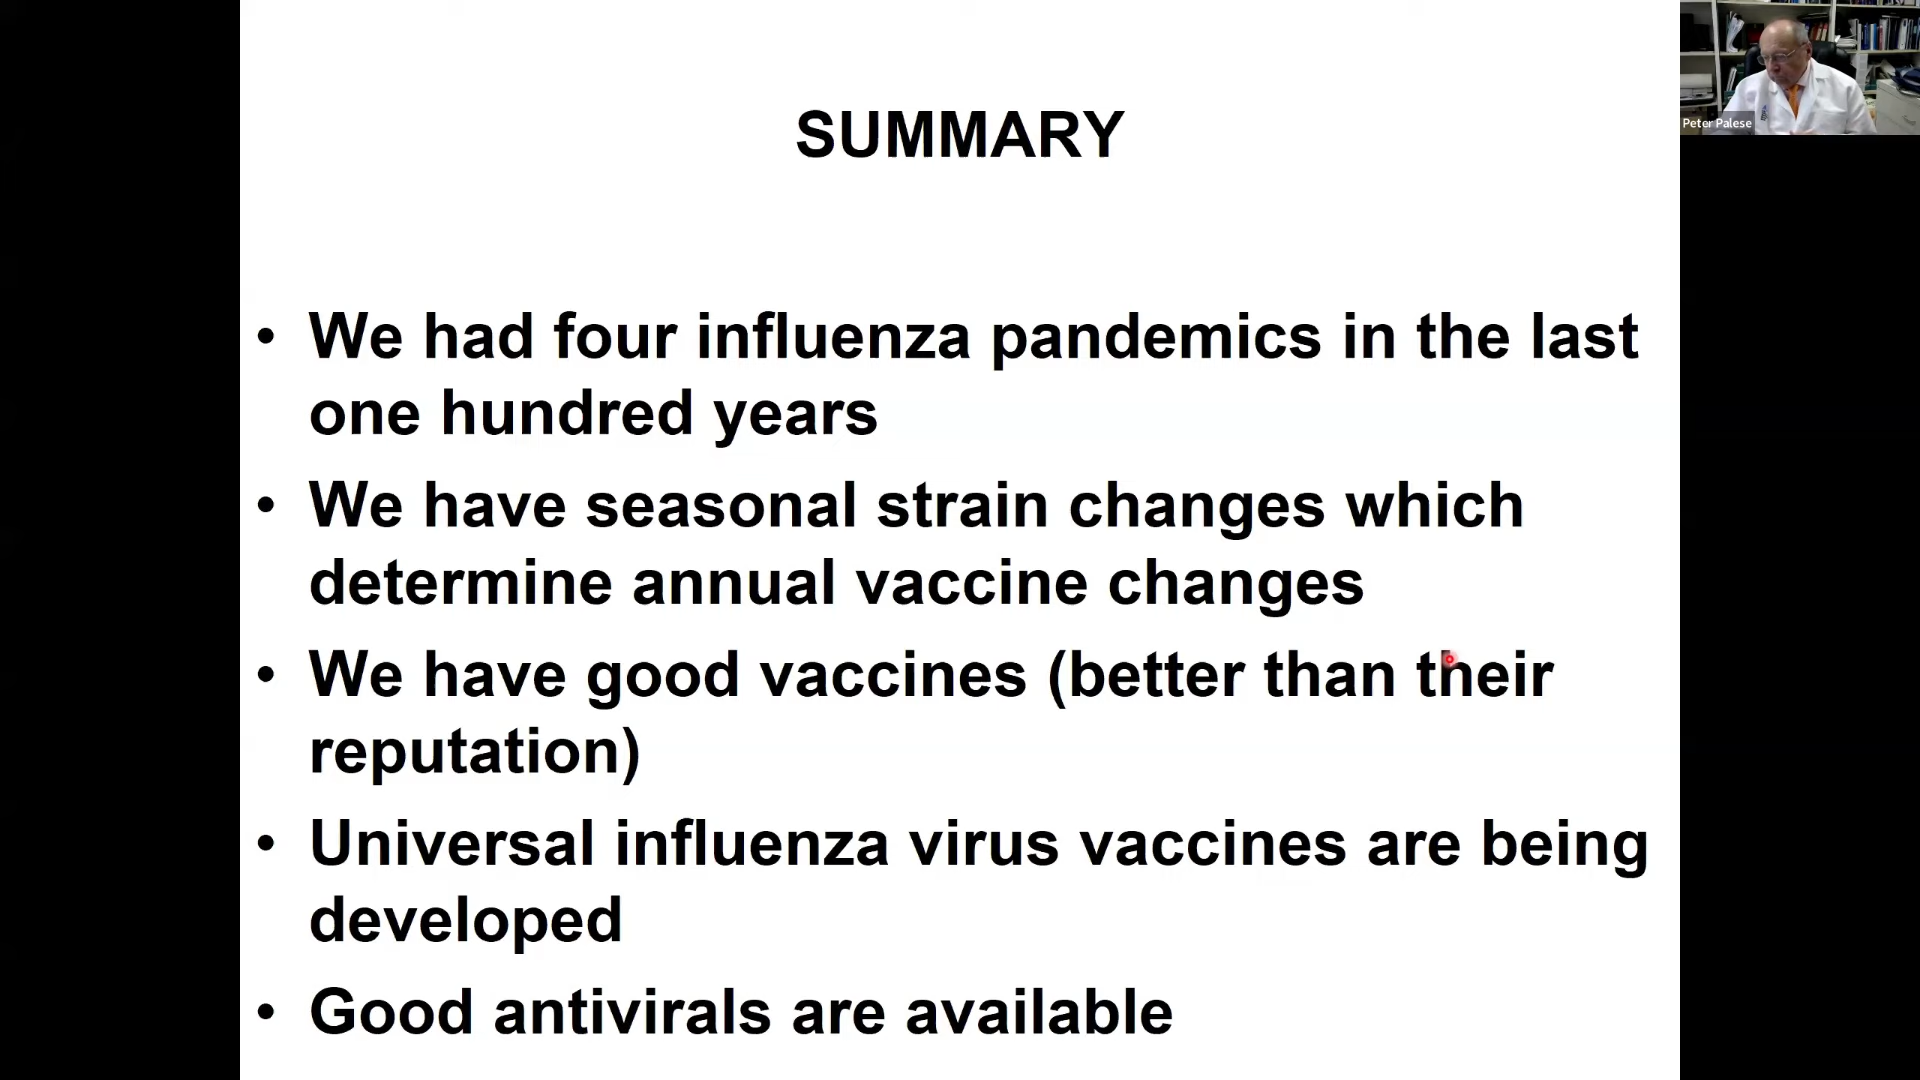 SUMMARY
Peter Palese
• We had four influenza pandemics in the last
one hundred years
• We have seasonal strain changes which
determine annual vaccine changes
• We have good vaccines (better than their
reputation)
• Universal influenza virus vaccines are being
developed
• Good antivirals are available